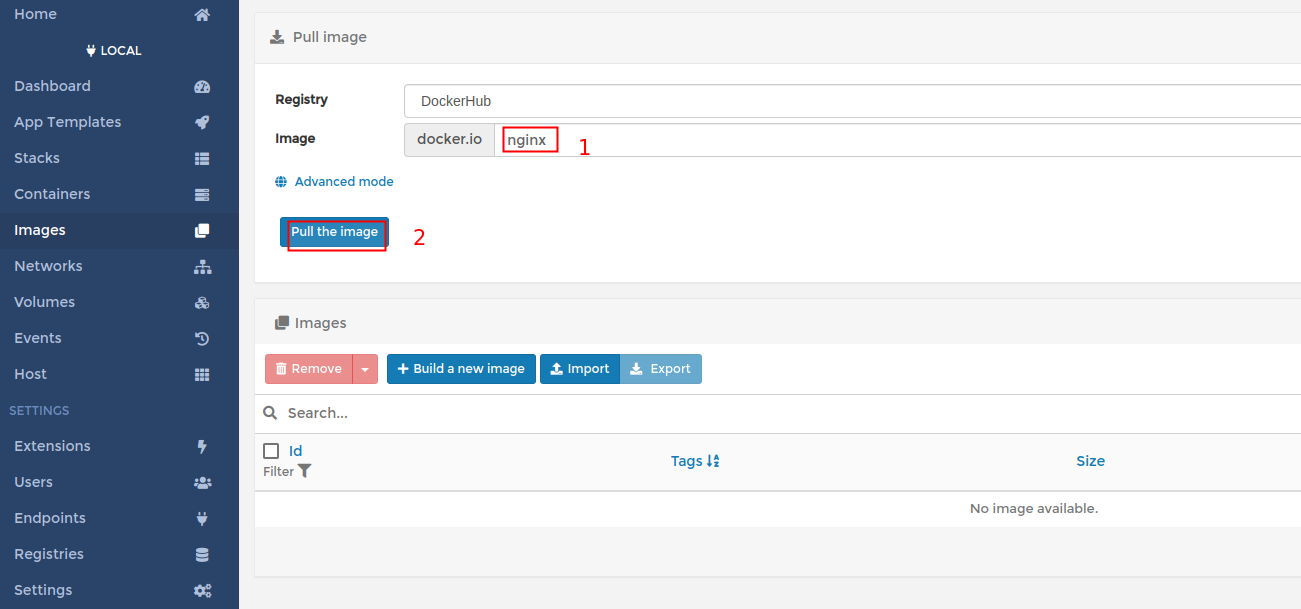 Home
LOCAL
Dashboard
App Templates
Stacks
Containers
Images
Networks
Volumes
Events
Host
SETTINGS
Extensions
Users
Endpoints
Registries
Settings
Pull image
Registry DockerHub
Image docker.io nginx 1
Advanced mode
Pull the image 2
Images
Remove Build a new image Import Export
Search...
Id Tags Size
Filter
No image available.